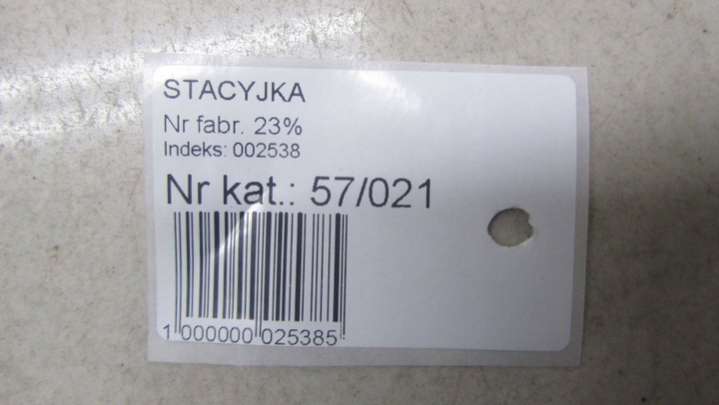 STACYJKA
Nr fabr. 23%
Indeks: 002538
Nr kat.: 57/021
1 000000 025385